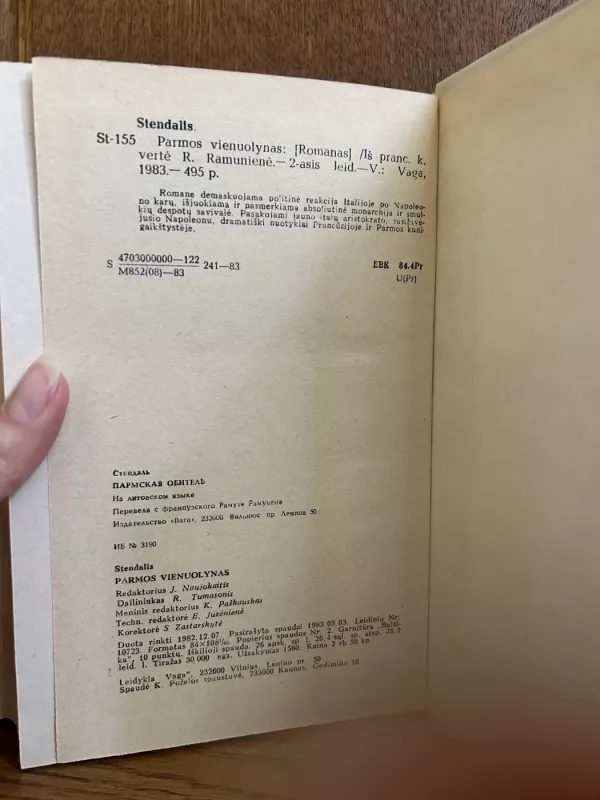 Stendalis.
St-155 Parmos vienuolynas: [Romanas] /Iš pranc. k.
vertė R. Ramunienė.— 2-asis leid.—V.: Vaga,
1983.— 495 p.
Romane demaskuojama politinė reakcija Italijoje po Napoleo-
no karų, išjuokiama ir pasmerkiama absoliutinė monarchija ir smul-
kių despotų savivalė. Pasakojami jauno italų aristokrato, susižavė-
jusio Napoleonu, dramatiški nuotykiai Prancūzijoje ir Parmos kuni-
gaikštystėje.
S 4703000000—122
M852(08)—83 241—83 EBK 84.4Pr
U(Pr)
Стендаль
ПАРМСКАЯ ОБИТЕЛЬ
На литовском языке
Перевела с французского Рамуте Рамунене
Издательство «Вага», 232600 Вильнюс пр Ленина 50
ИБ № 3190
Stendalis
PARMOS VIENUOLYNAS
Redaktorius J. Naujokaitis
Dailininkas R. Tumasonis
Meninis redaktorius K. Paškauskas
Techn. redaktorė E. Juzėnienė
Korektorė S Zastarskytė
Duota rinkti 1982.12.07. Pasirašyta spaudai 1983 03 03. Leidinio Nr.
10723. Formatas 84×108¹/₃₂. Popierius spaudos Nr. 2. Garnitūra „Balti-
ka", 10 punktų. Iškilioji spauda. 26 apsk. sp. l. 26,4 sąl. sp. atsp. 28,2
leid. l. Tiražas 30 000 egz. Užsakymas 1560. Kaina 2 rb 50 kp.
Leidykla „Vaga", 232600 Vilnius, Lenino pr. 50
Spaudė K. Poželos spaustuvė, 233000 Kaunas, Gedimino 10